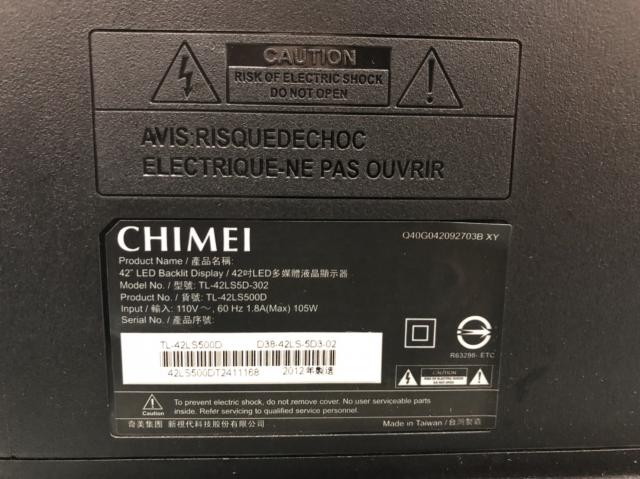 CAUTION
RISK OF ELECTRIC SHOCK
DO NOT OPEN
AVIS:RISQUEDECHOC
ELECTRIQUE-NE PAS OUVRIR
CHIMEI
Q40G042092703B XY
Product Name / 產品名稱:
42" LED Backlit Display / 42吋LED多媒體液晶顯示器
Model No. / 型號: TL-42LS5D-302
Product No. / 貨號: TL-42LS500D
Input / 輸入: 110V～, 60 Hz 1.8A(Max) 105W
Serial No. / 產品序號:
TL-42LS500D D38-42LS-5D3-02
42LS500DT2411168 2012年製造
R63298- ETC
CAUTION
To prevent electric shock, do not remove cover. No user serviceable parts
inside. Refer servicing to qualified service personnel.
Caution
奇美集團 新視代科技股份有限公司
Made in Taiwan / 台灣製造